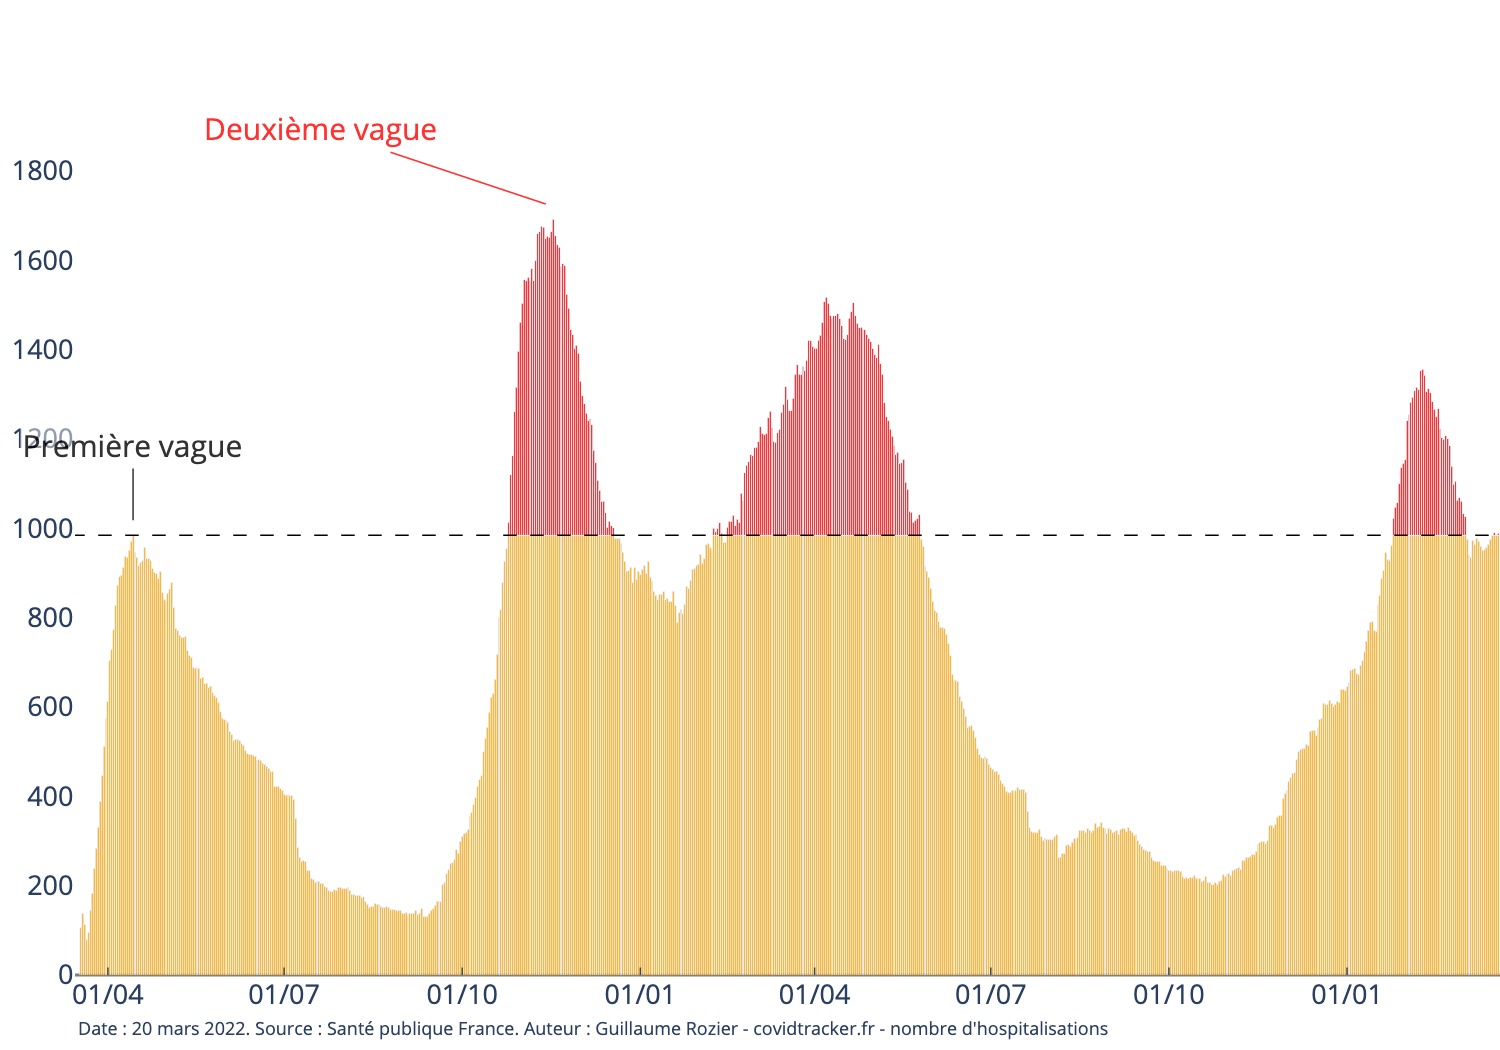 Deuxième vague
1800
1600
1400
1200
Première vague
1000
800
600
400
200
0
01/04 01/07 01/10 01/01 01/04 01/07 01/10 01/01
Date : 20 mars 2022. Source : Santé publique France. Auteur : Guillaume Rozier - covidtracker.fr - nombre d'hospitalisations